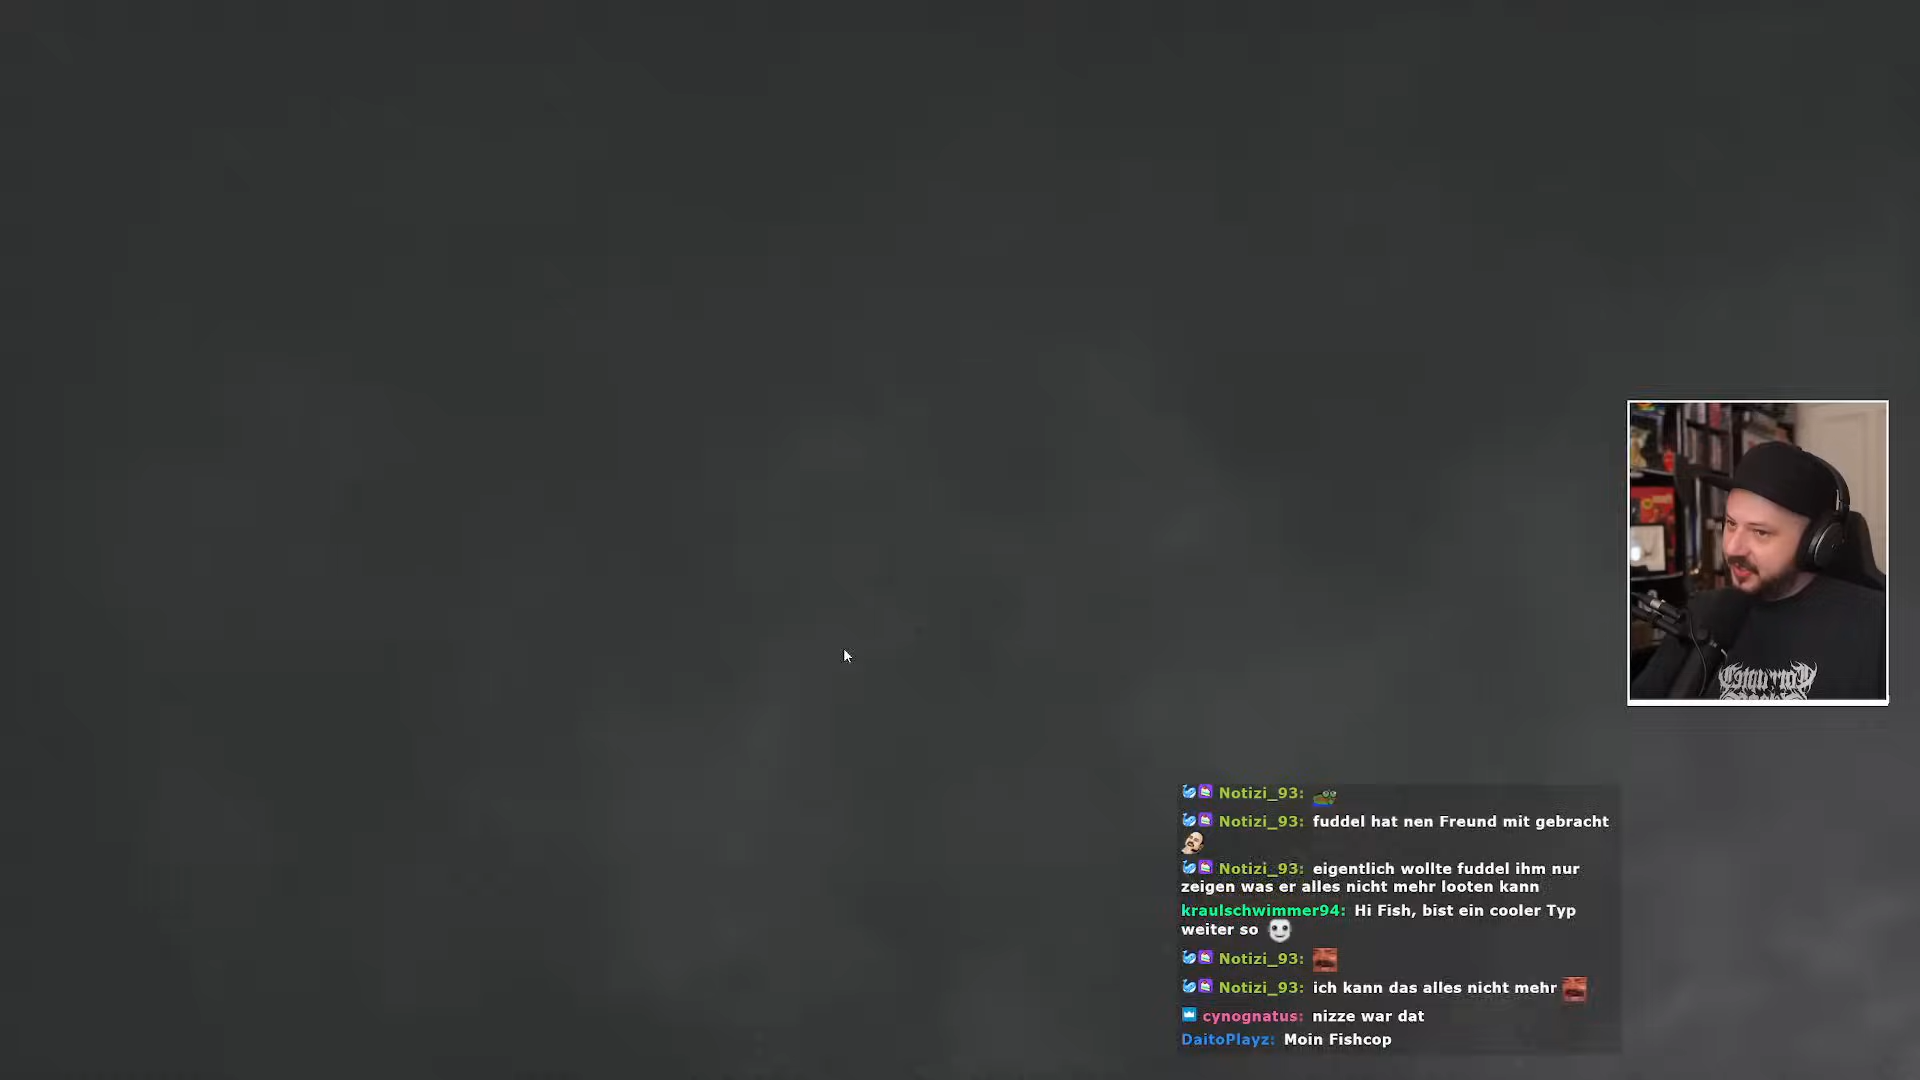 Notizi_93:
Notizi_93: fuddel hat nen Freund mit gebracht
Notizi_93: eigentlich wollte fuddel ihm nur
zeigen was er alles nicht mehr looten kann
kraulschwimmer94: Hi Fish, bist ein cooler Typ
weiter so
Notizi_93:
Notizi_93: ich kann das alles nicht mehr
cynognatus: nizze war dat
DaitoPlayz: Moin Fishcop